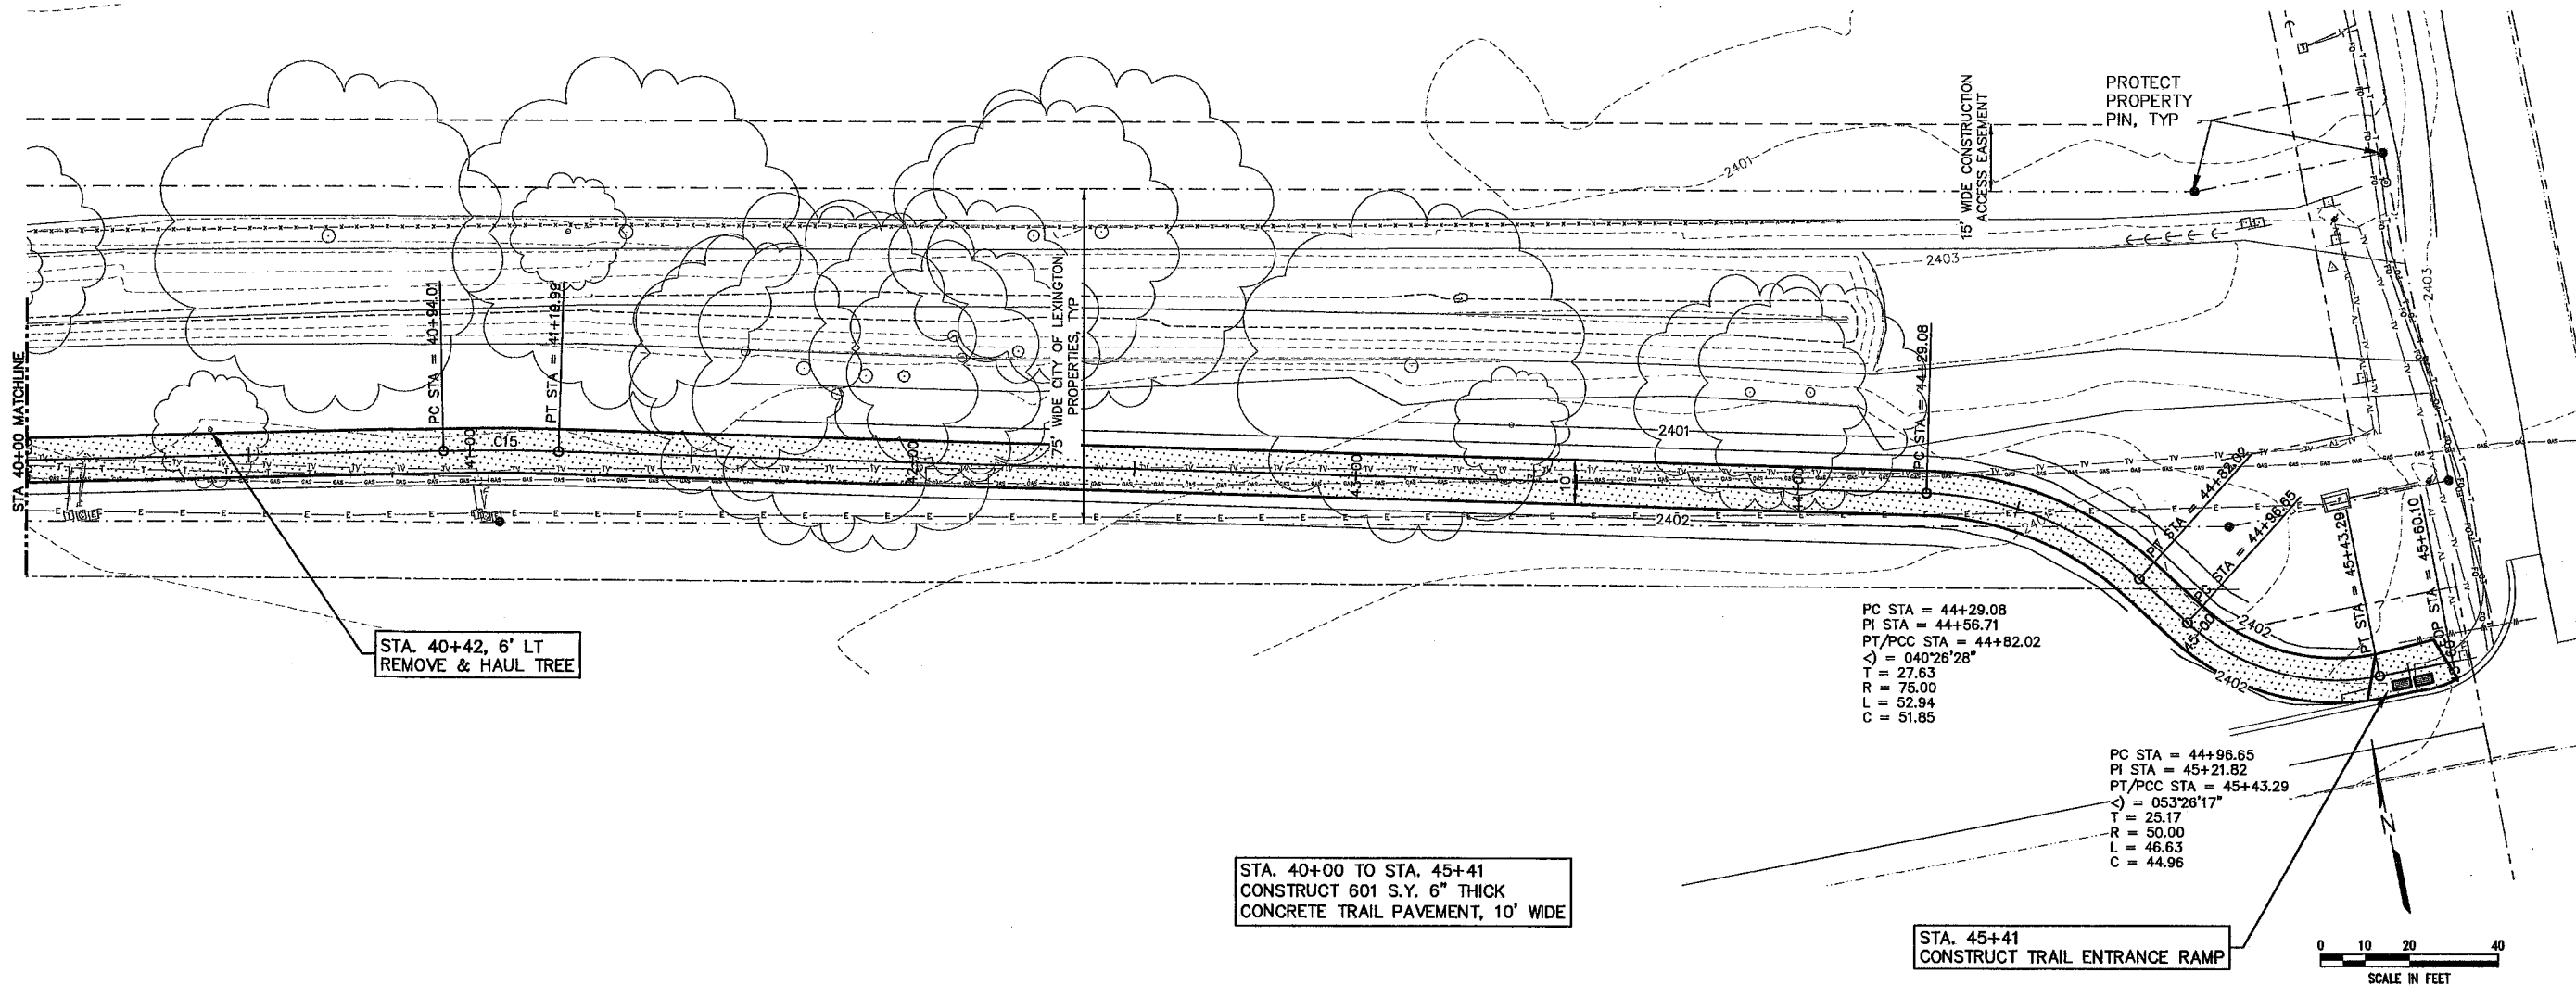 PROTECT
PROPERTY
PIN, TYP
15' WIDE CONSTRUCTION
ACCESS EASEMENT
2401
2403
2403
STA 40+00 MATCHLINE
PC STA = 40+94.01
PT STA = 41+19.99
75' WIDE CITY OF LEXINGTON
PROPERTIES, TYP
PC STA = 44+29.08
C15
41+00
42+00
43+00
44+00
10'
2401
2402
2401
PT STA = 44+82.02
PC STA = 44+96.65
45+00
2402
2402
PT STA = 45+43.29
EOP STA = 45+60.10
STA. 40+42, 6' LT
REMOVE & HAUL TREE
PC STA = 44+29.08
PI STA = 44+56.71
PT/PCC STA = 44+82.02
<) = 040°26'28"
T = 27.63
R = 75.00
L = 52.94
C = 51.85
PC STA = 44+96.65
PI STA = 45+21.82
PT/PCC STA = 45+43.29
<) = 053°26'17"
T = 25.17
R = 50.00
L = 46.63
C = 44.96
STA. 40+00 TO STA. 45+41
CONSTRUCT 601 S.Y. 6" THICK
CONCRETE TRAIL PAVEMENT, 10' WIDE
STA. 45+41
CONSTRUCT TRAIL ENTRANCE RAMP
N
0 10 20 40
SCALE IN FEET